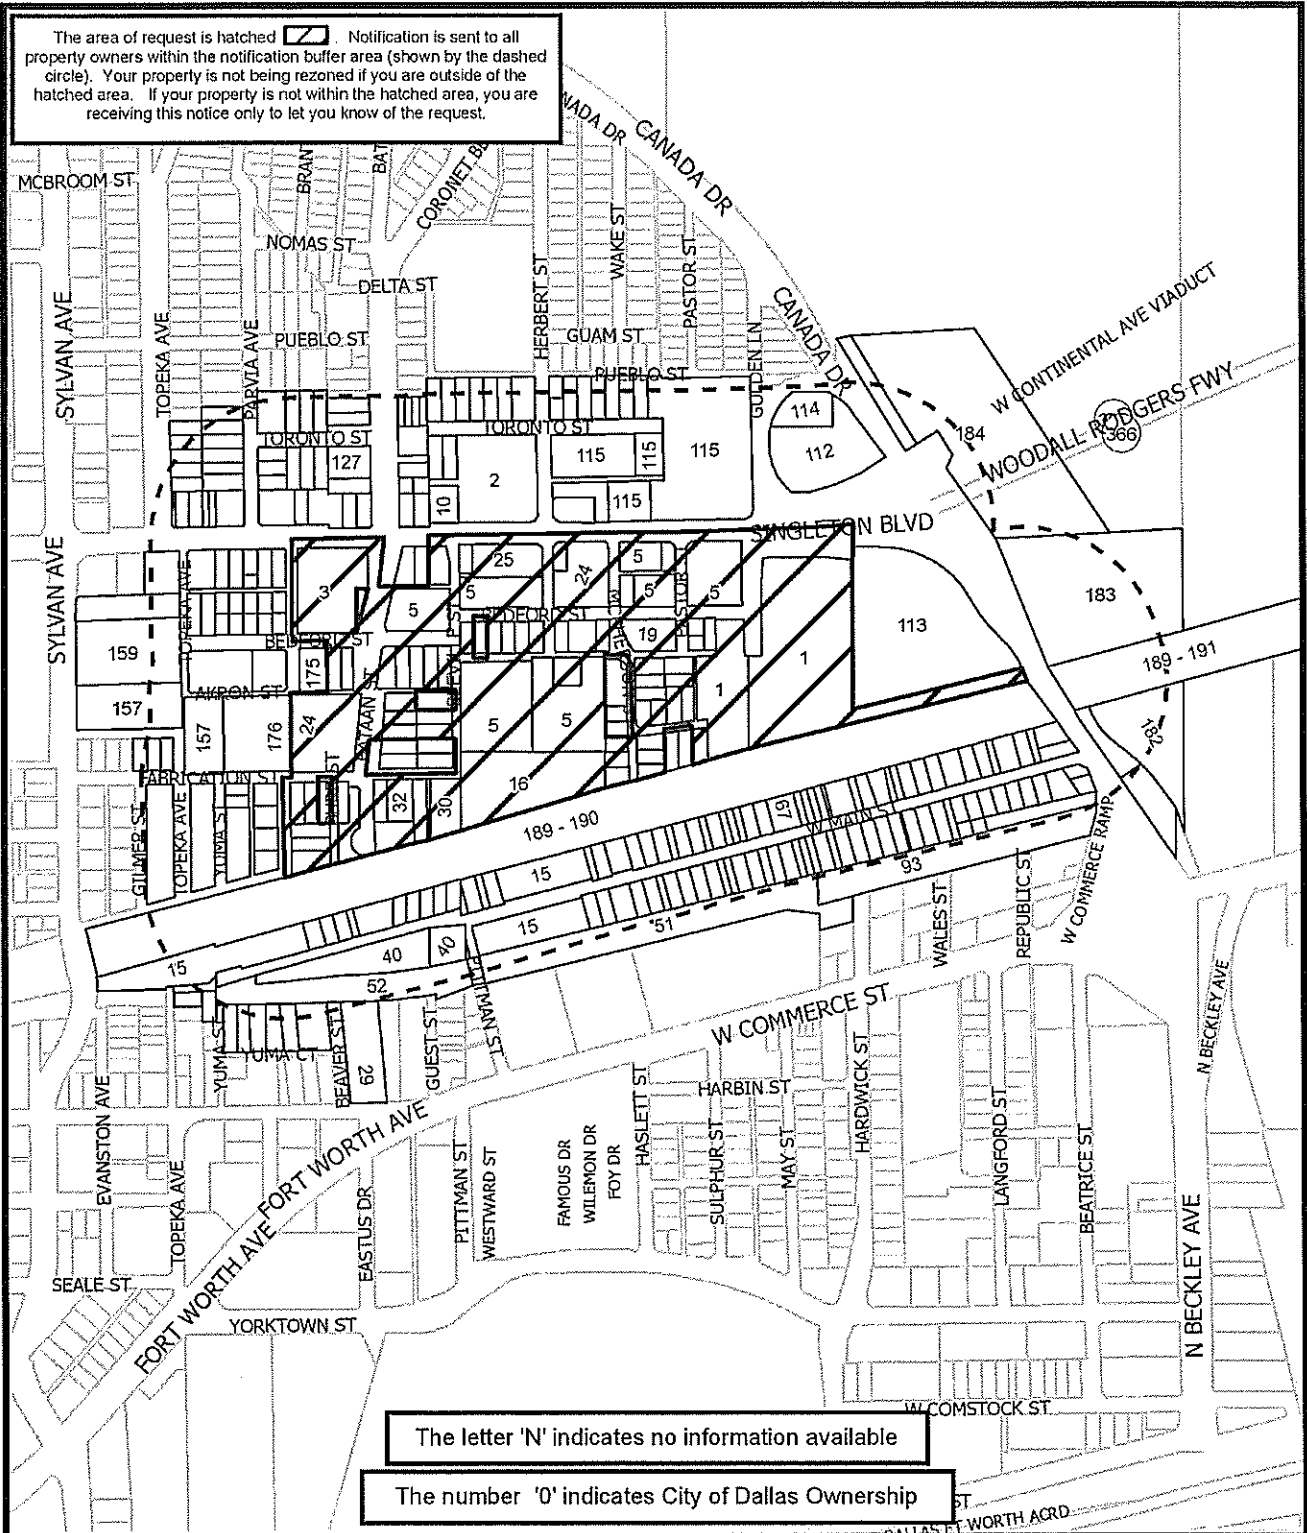 The area of request is hatched . Notification is sent to all
property owners within the notification buffer area (shown by the dashed
circle). Your property is not being rezoned if you are outside of the
hatched area. If your property is not within the hatched area, you are
receiving this notice only to let you know of the request.
CANADA DR
MCBROOM ST
WAKE ST
NOMAS ST
PASTOR ST
DELTA ST
HERBERT ST
CANADA DR
W CONTINENTAL AVE VIADUCT
SYLVAN AVE
TOPEKA AVE
PARVIA AVE
PUEBLO ST
GUAM ST
PUEBLO ST
GULDEN LN
WOODALL RODGERS FWY
366
114
184
TORONTO ST
TORONTO ST
127
115
115
115
112
2
10
115
SINGLETON BLVD
SYLVAN AVE
TOPEKA AVE
25
24
5
3
5
5
5
5
183
BEDFORD ST
BEDFORD ST
19
113
159
175
1
189 - 191
AKRON ST
BATAAN ST
1
157
157
176
24
5
5
182
FABRICATION ST
16
32
30
67
GILMER ST
TOPEKA AVE
YUMA ST
189 - 190
W MAIN ST
W COMMERCE RAMP
15
93
15
51
WALES ST
REPUBLIC ST
40
40
15
52
PITTMAN ST
W COMMERCE ST
N BECKLEY AVE
YUMA ST
YUMA CT
BEAVER ST
29
GUEST ST
HARDWICK ST
HARBIN ST
HASLETT ST
EVANSTON AVE
FORT WORTH AVE
PITTMAN ST
WESTWARD ST
FAMOUS DR
WILEMON DR
FOY DR
SULPHUR ST
MAY ST
LANGFORD ST
BEATRICE ST
TOPEKA AVE
EASTUS DR
N BECKLEY AVE
SEALE ST
FORT WORTH AVE
YORKTOWN ST
W COMSTOCK ST
The letter 'N' indicates no information available
The number '0' indicates City of Dallas Ownership